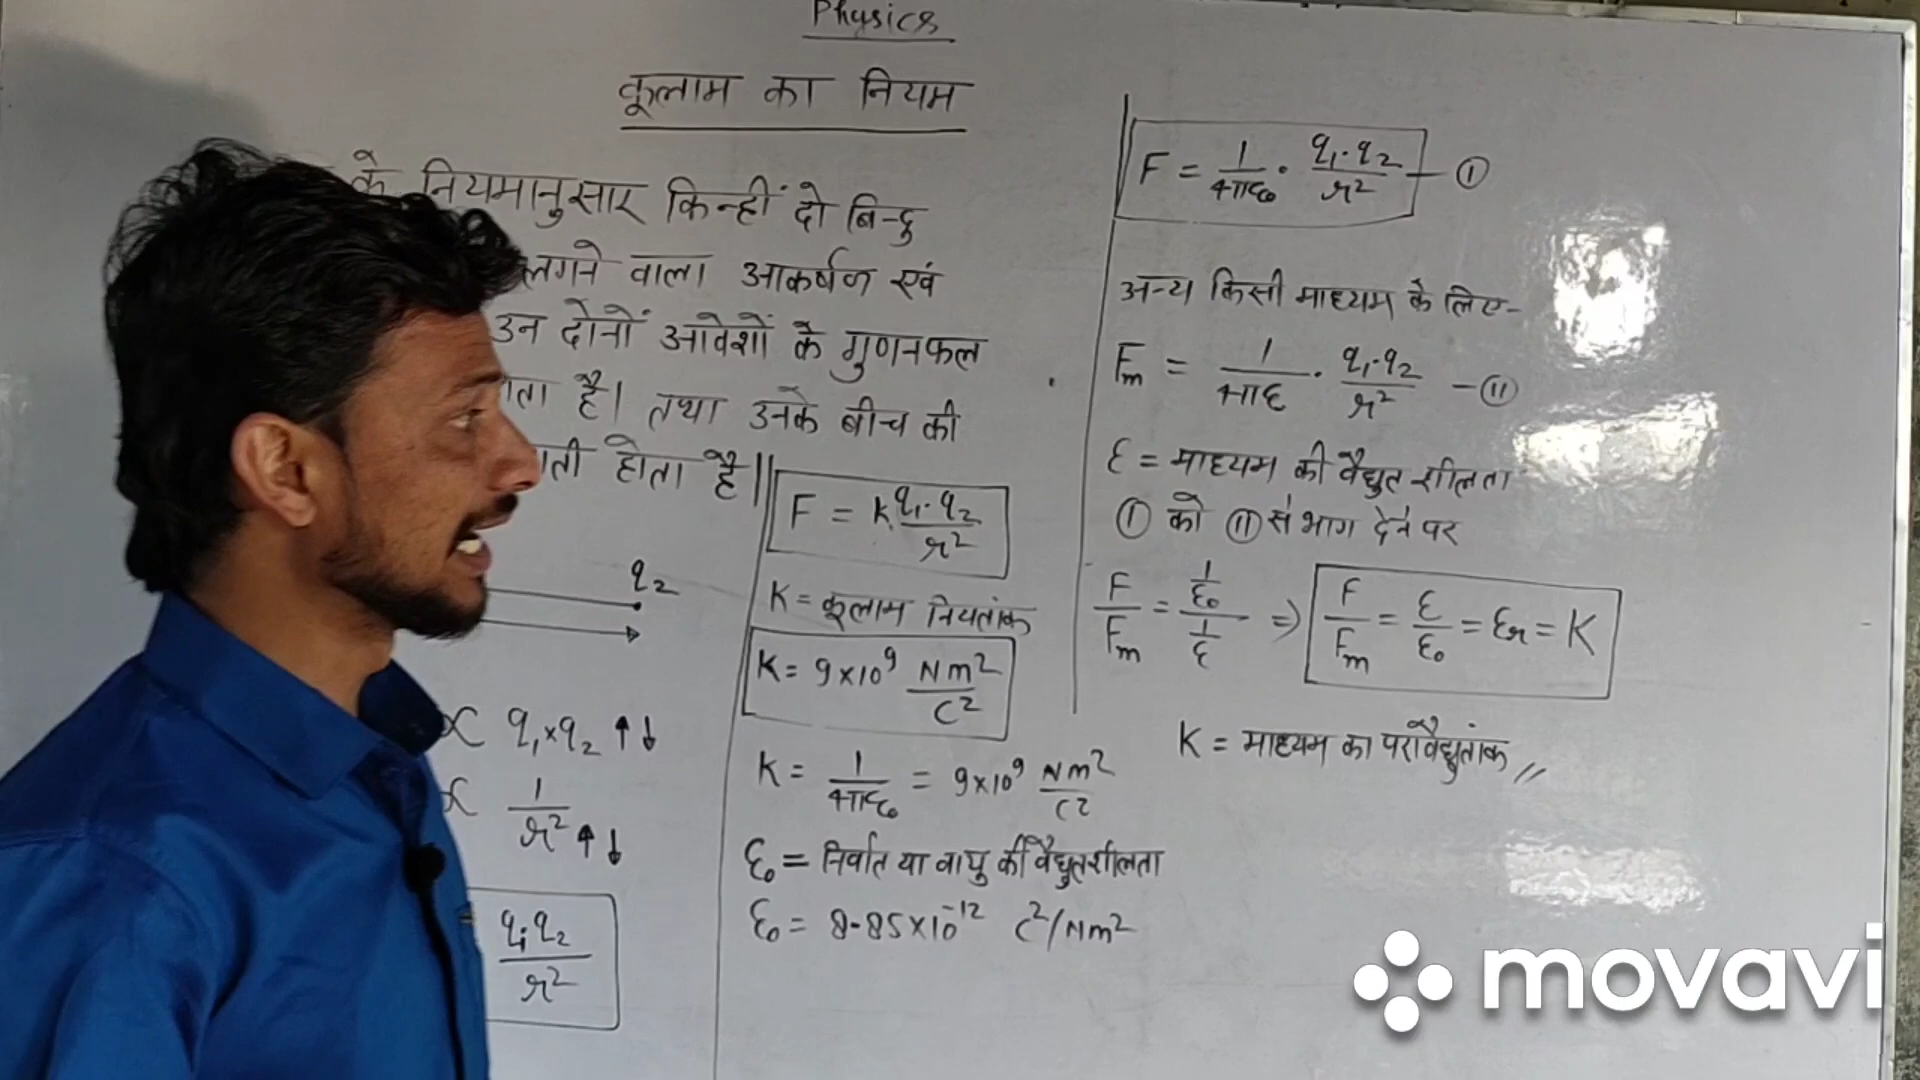 Physics
कूलाम का नियम
के नियमानुसार किन्हीं दो बिन्दु
लगने वाला आकर्षण एवं
उन दोनों आवेशों के गुणनफल
ता है। तथा उनके बीच की
ाती होता है॥
q₂
∝ q₁×q₂ ↑↓
∝ 1/r² ↑↓
q₁q₂/r²
F = K q₁·q₂/r²
K = कूलाम नियतांक
K = 9×10⁹ Nm²/C²
K = 1/4πε₀ = 9×10⁹ Nm²/C²
ε₀ = निर्वात या वायु की वैद्युतशीलता
ε₀ = 8.85×10⁻¹² C²/Nm²
F = 1/4πε₀ · q₁·q₂/r² — ①
अन्य किसी माध्यम के लिए-
Fm = 1/4πε · q₁·q₂/r² — ⑪
ε = माध्यम की वैद्युतशीलता
① को ⑪ से भाग देने पर
F/Fm = 1/ε₀ / 1/ε ⇒ F/Fm = ε/ε₀ = εr = K
K = माध्यम का परावैद्युतांक //
movavi